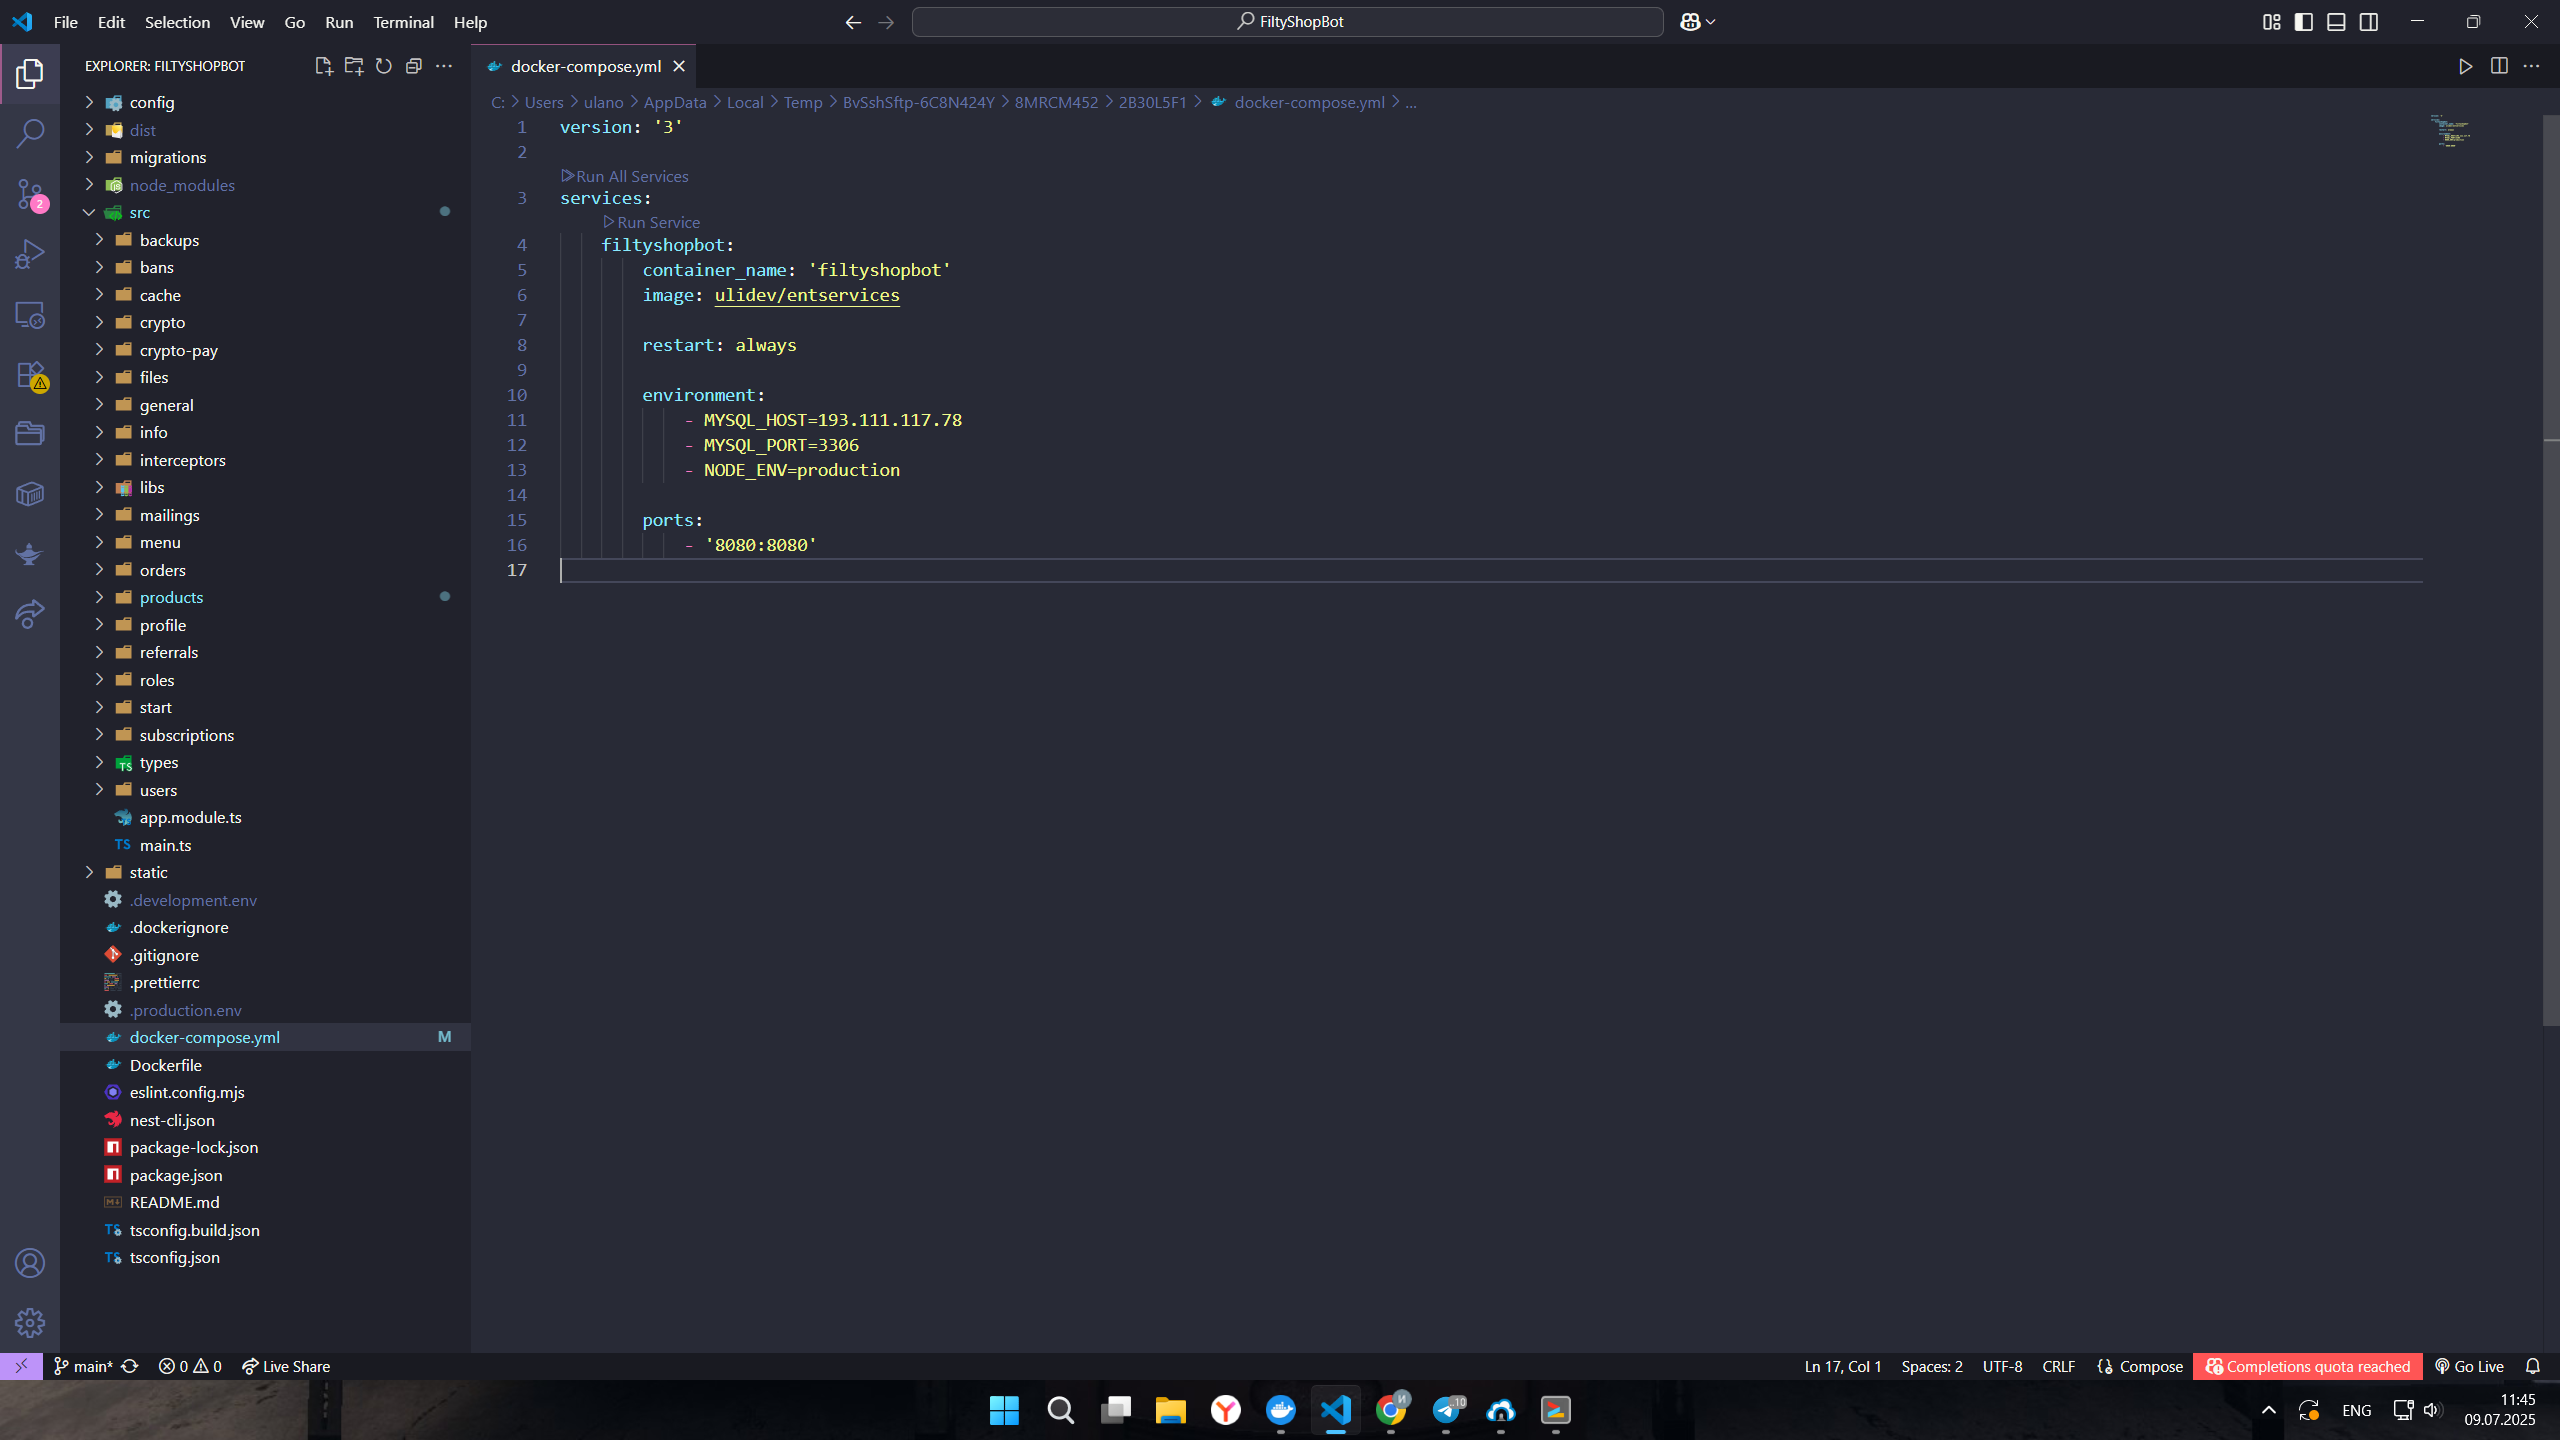 File Edit Selection View Go Run Terminal Help
FiltyShopBot
EXPLORER: FILTYSHOPBOT
config
dist
migrations
node_modules
src
backups
bans
cache
crypto
crypto-pay
files
general
info
interceptors
libs
mailings
menu
orders
products
profile
referrals
roles
start
subscriptions
types
users
app.module.ts
main.ts
static
.development.env
.dockerignore
.gitignore
.prettierrc
.production.env
docker-compose.yml M
Dockerfile
eslint.config.mjs
nest-cli.json
package-lock.json
package.json
README.md
tsconfig.build.json
tsconfig.json
2
docker-compose.yml
C: > Users > ulano > AppData > Local > Temp > BvSshSftp-6C8N424Y > 8MRCM452 > 2B30L5F1 > docker-compose.yml > ...
1 version: '3'
2
Run All Services
3 services:
Run Service
4 filtyshopbot:
5 container_name: 'filtyshopbot'
6 image: ulidev/entservices
7
8 restart: always
9
10 environment:
11 - MYSQL_HOST=193.111.117.78
12 - MYSQL_PORT=3306
13 - NODE_ENV=production
14
15 ports:
16 - '8080:8080'
17
main* 0 0 Live Share
Ln 17, Col 1 Spaces: 2 UTF-8 CRLF Compose Completions quota reached Go Live
ENG
11:45
09.07.2025